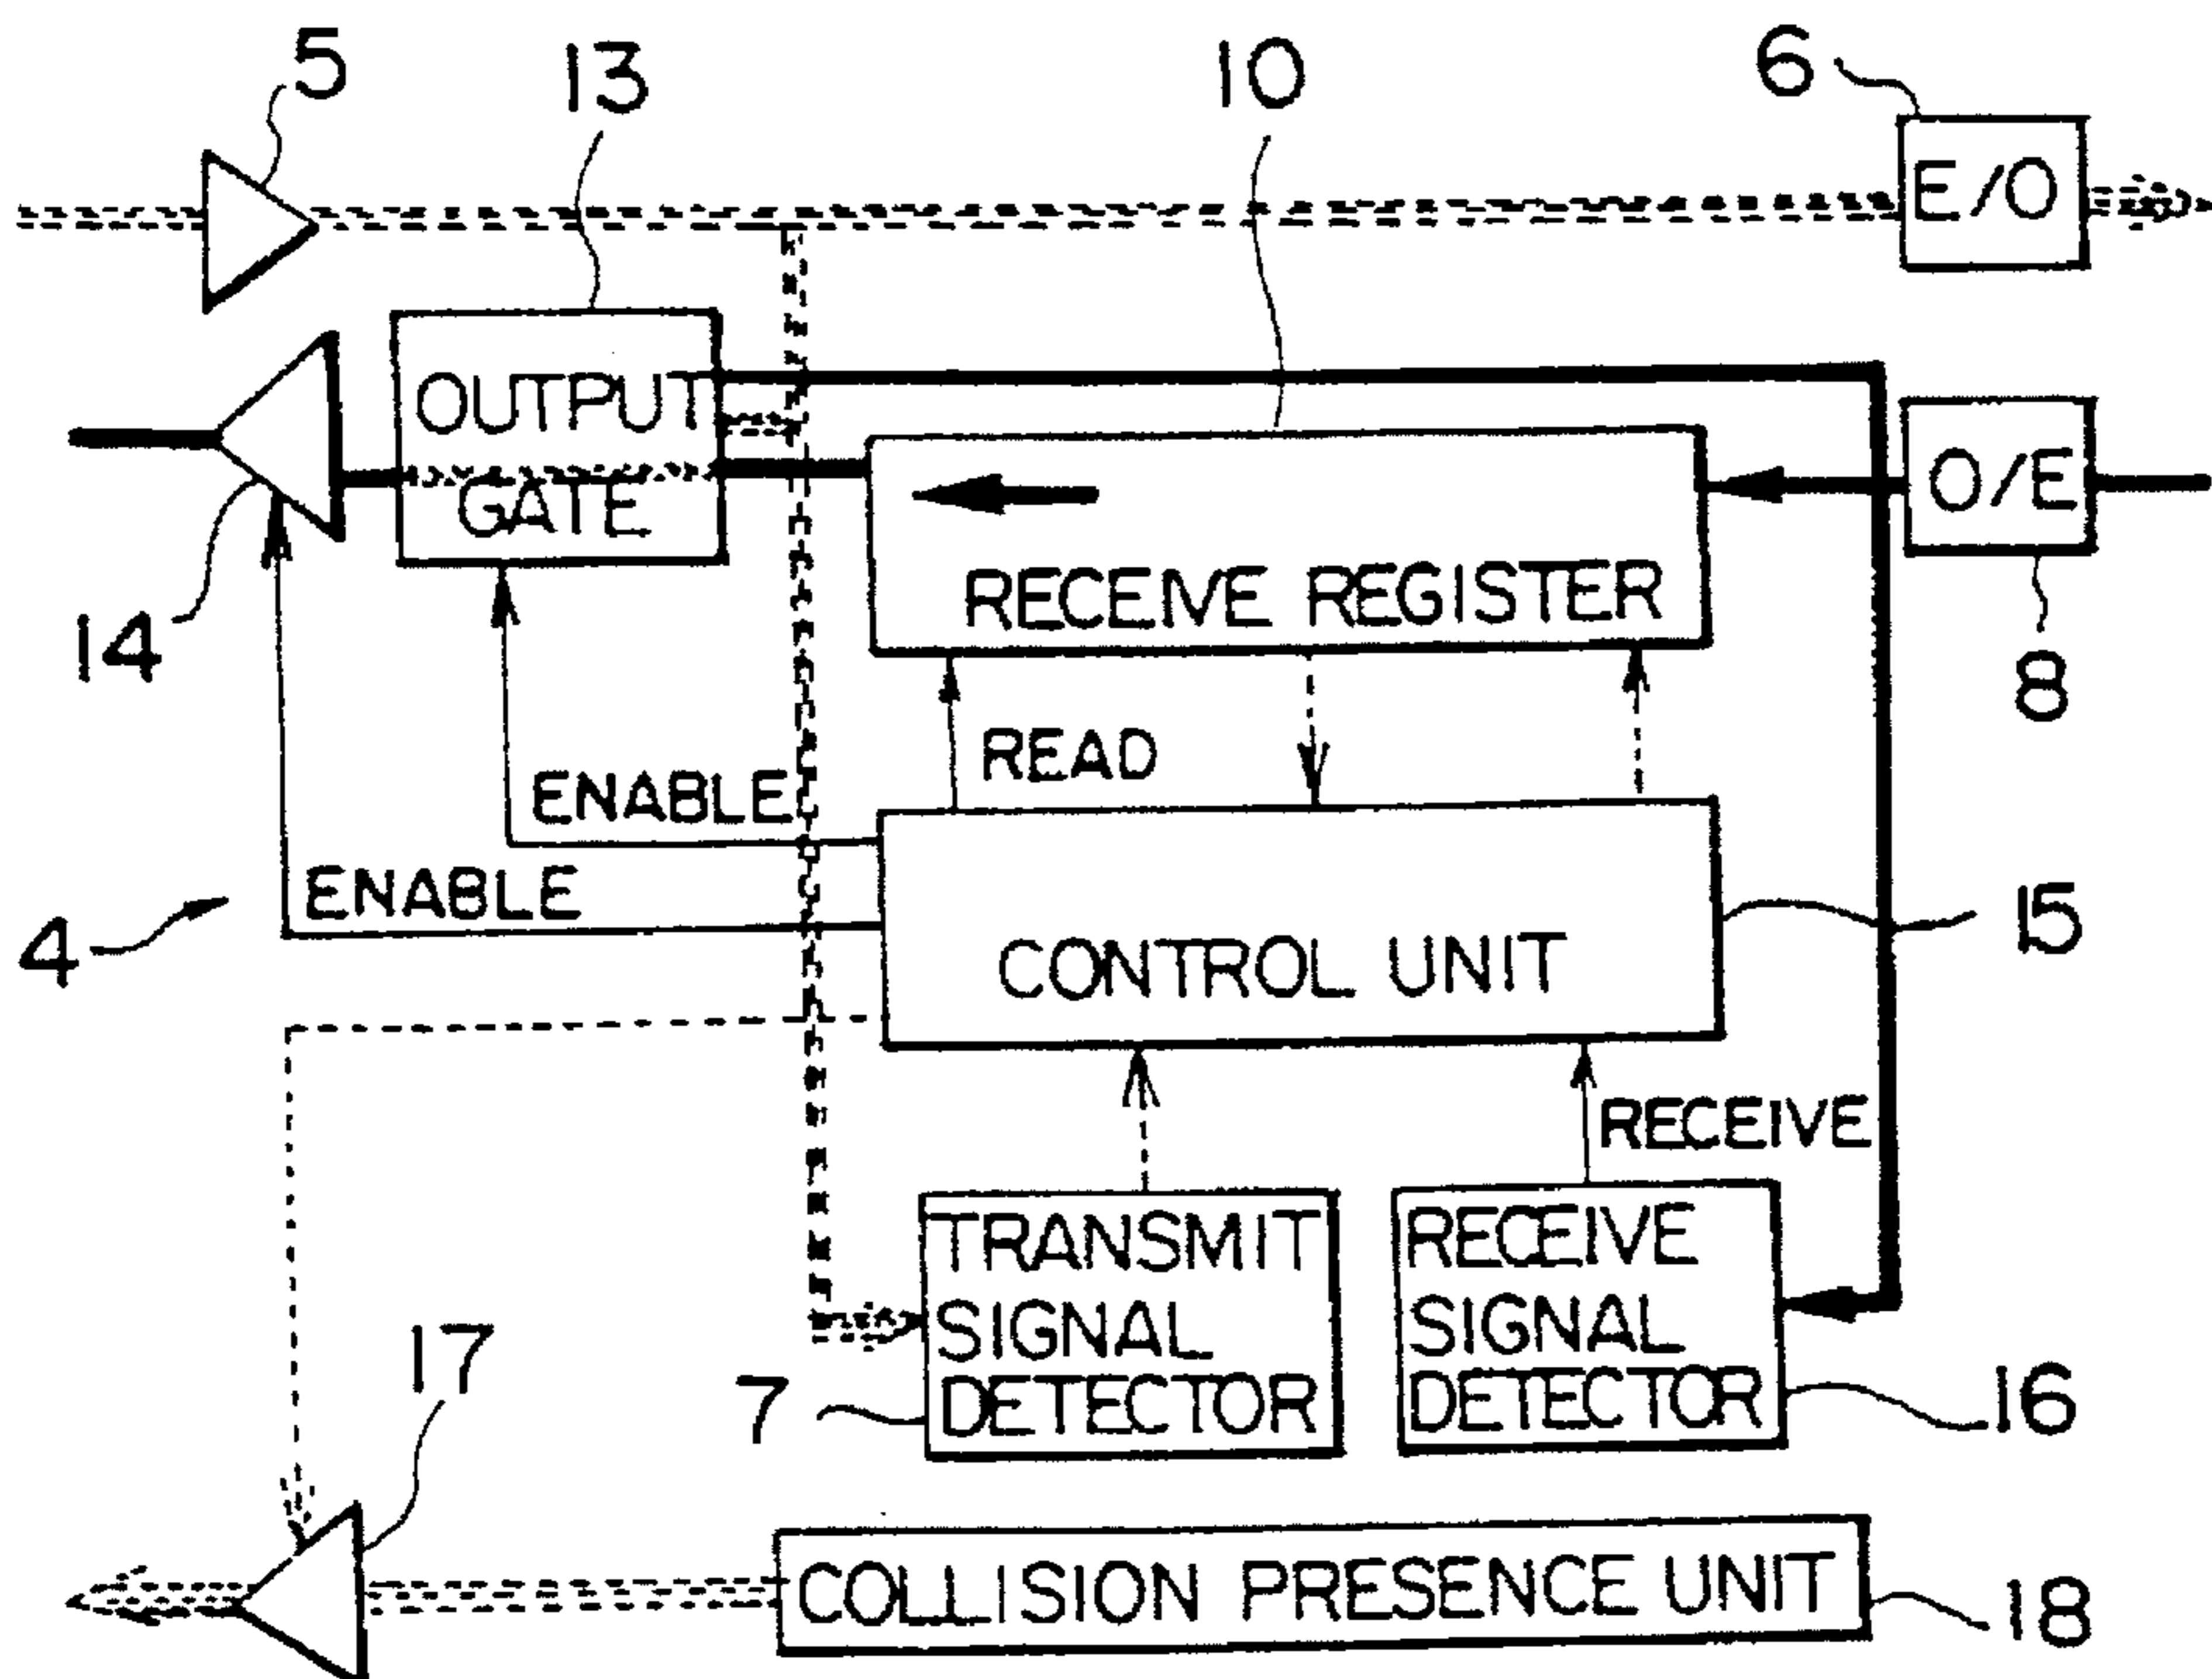 5
13
10
6
E/O
OUTPUT
GATE
O/E
RECEIVE REGISTER
14
8
READ
ENABLE
ENABLE
4
15
CONTROL UNIT
RECEIVE
TRANSMIT
SIGNAL
DETECTOR
RECEIVE
SIGNAL
DETECTOR
17
7
16
COLLISION PRESENCE UNIT
18